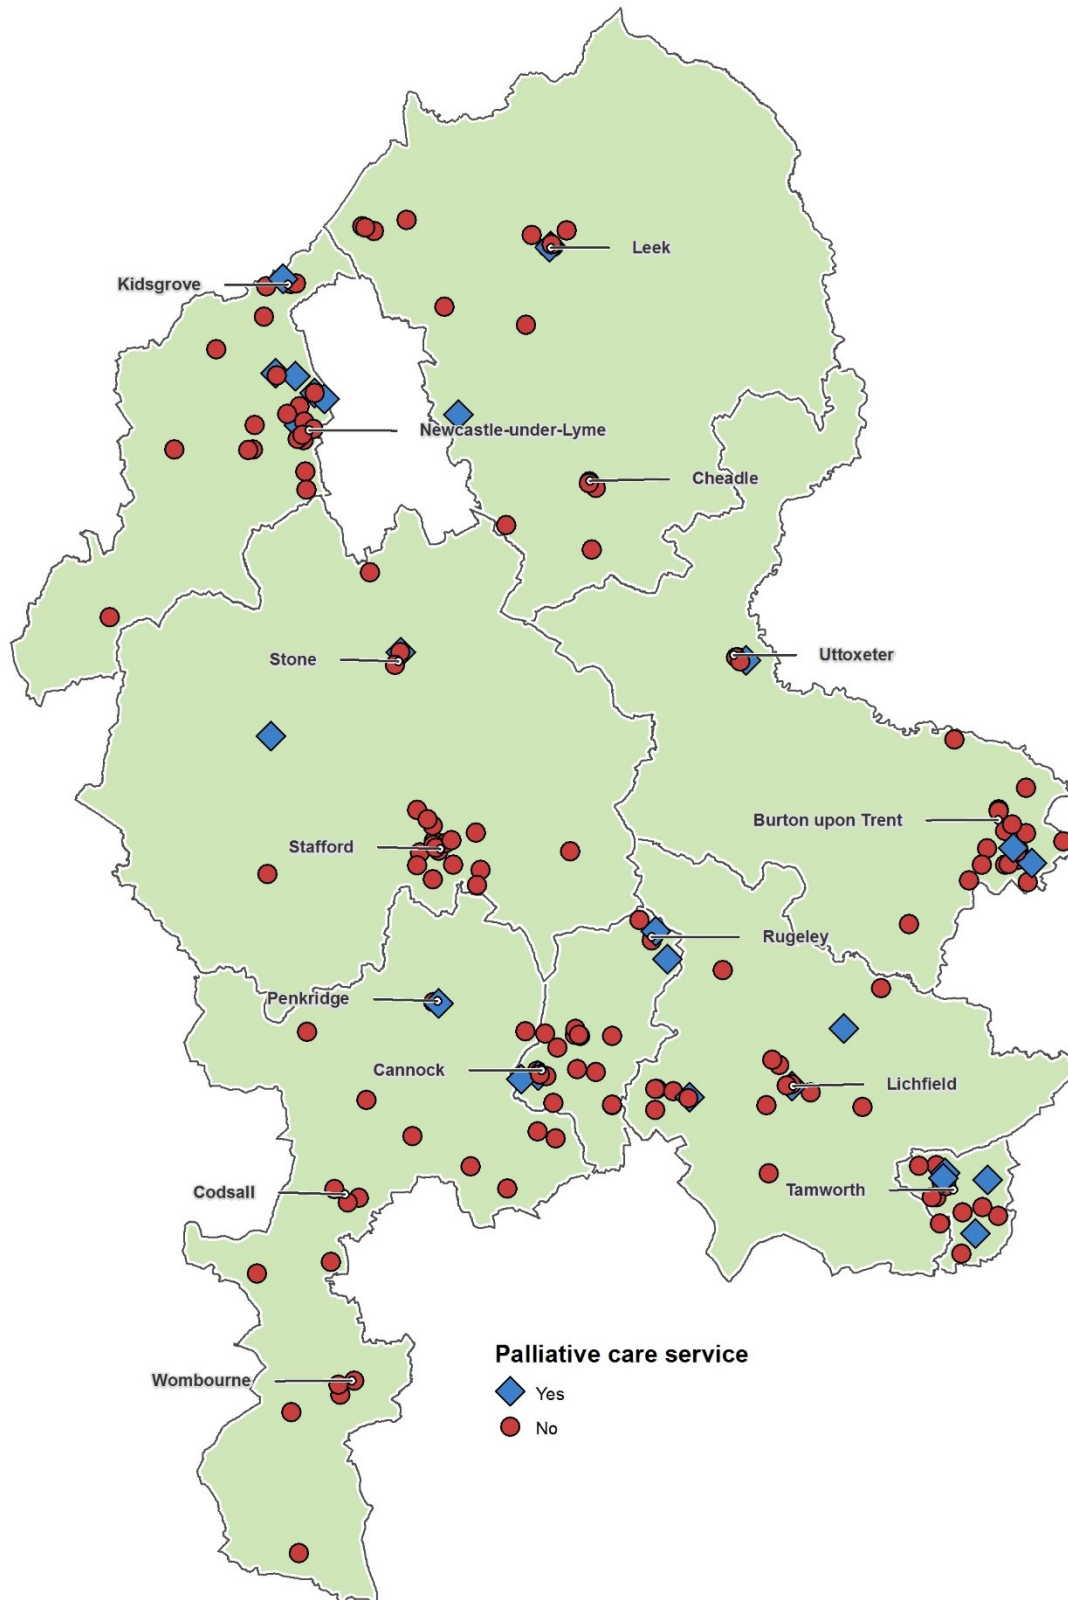 Leek
Kidsgrove
Newcastle-under-Lyme
Cheadle
Uttoxeter
Stone
Burton upon Trent
Stafford
Rugeley
Penkridge
Cannock
Lichfield
Tamworth
Codsall
Palliative care service
Wombourne
Yes
No